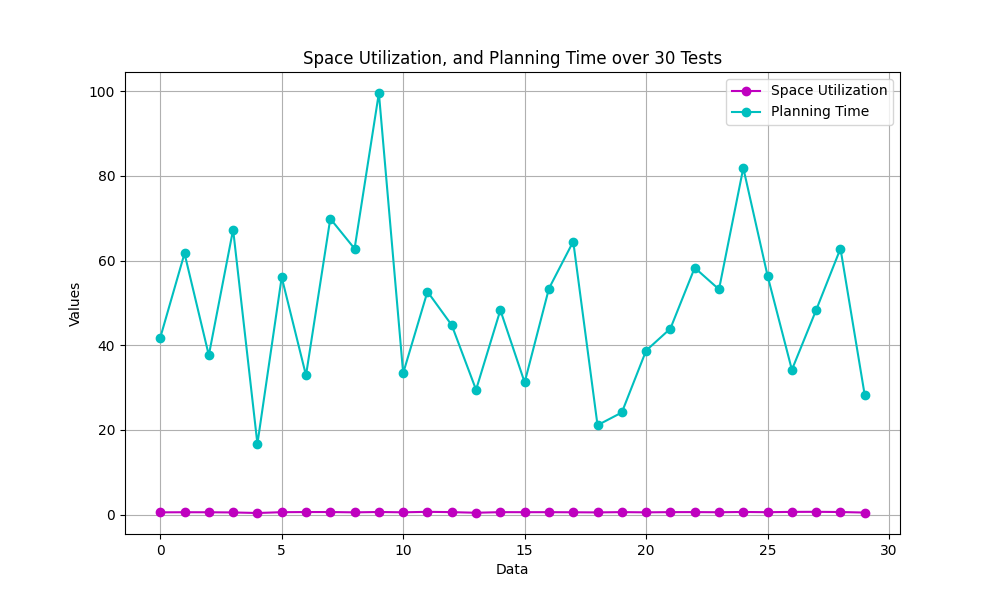 Space Utilization, and Planning Time over 30 Tests
Space Utilization
Planning Time
100
80
60
40
20
0
Values
0 5 10 15 20 25 30
Data